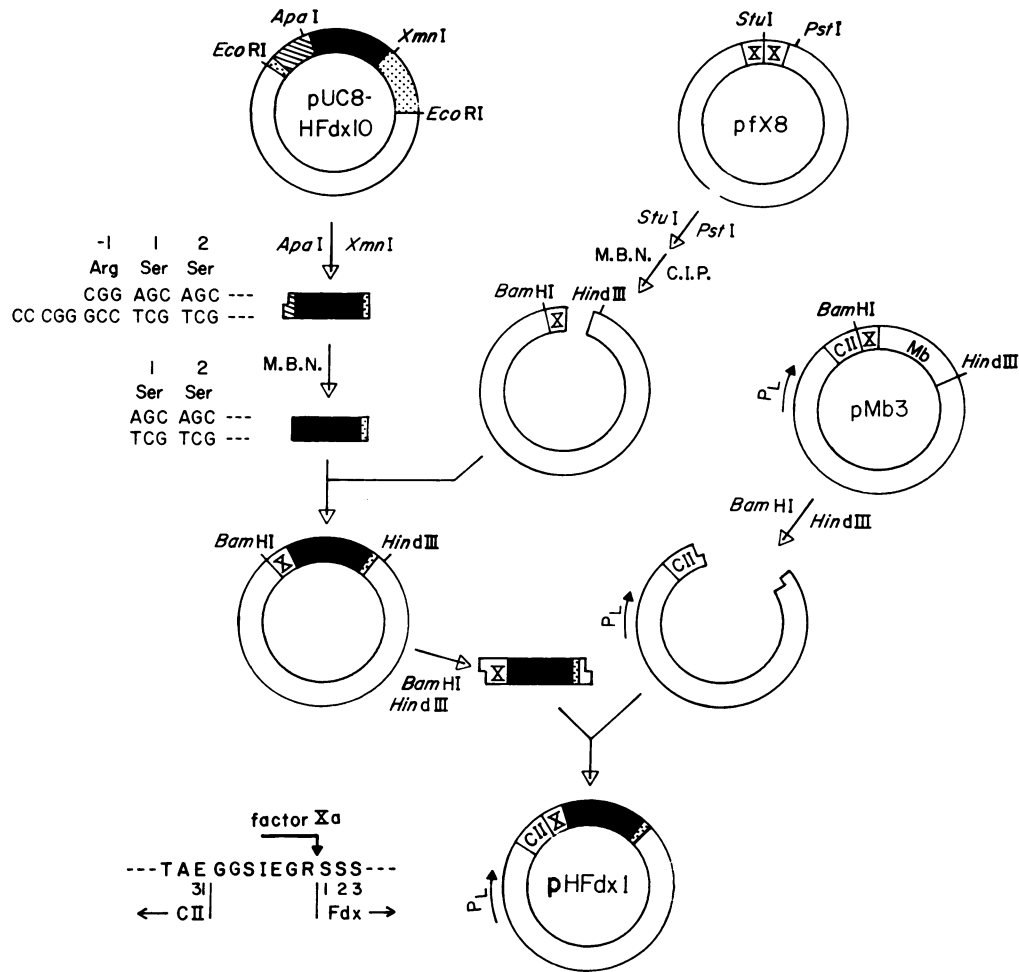 Apa I
Xmn I
Eco RI
pUC8-
HFdx10
Eco RI
Stu I
Pst I
X X
pfX8
Apa I Xmn I
-1 1 2
Arg Ser Ser
CGG AGC AGC ---
CC CGG GCC TCG TCG ---
M.B.N.
1 2
Ser Ser
AGC AGC ---
TCG TCG ---
Stu I
Pst I
M.B.N.
C.I.P.
Bam HI
Hind III
X
Bam HI
CII X Mb
Hind III
PL
pMb3
Bam HI
Hind III
Bam HI
X
Hind III
Bam HI
Hind III
X
CII
PL
factor Xa
---TAE GGSIEGR SSS----
31 1 2 3
← CII Fdx →
CII X
PL
pHFdx1